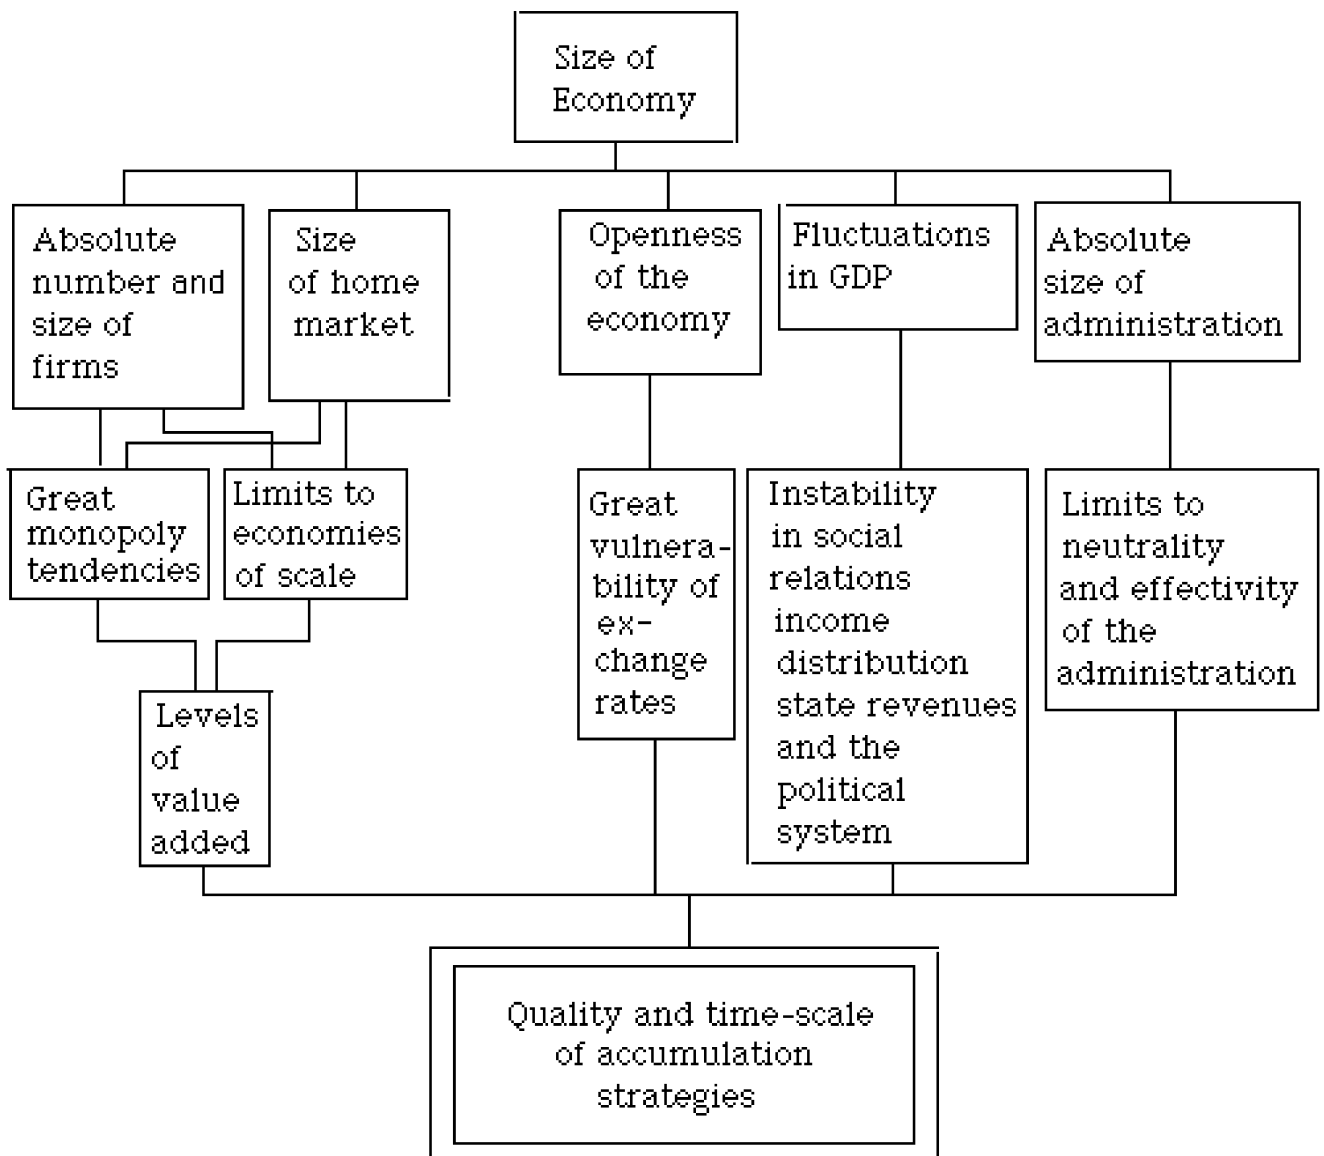 Size of
Economy
Absolute
number and
size of
firms
Size
of home
market
Openness
of the
economy
Fluctuations
in GDP
Absolute
size of
administration
Great
monopoly
tendencies
Limits to
economies
of scale
Great
vulnera-
bility of
ex-
change
rates
Instability
in social
relations
income
distribution
state revenues
and the
political
system
Limits to
neutrality
and effectivity
of the
administration
Levels
of
value
added
Quality and time-scale
of accumulation
strategies